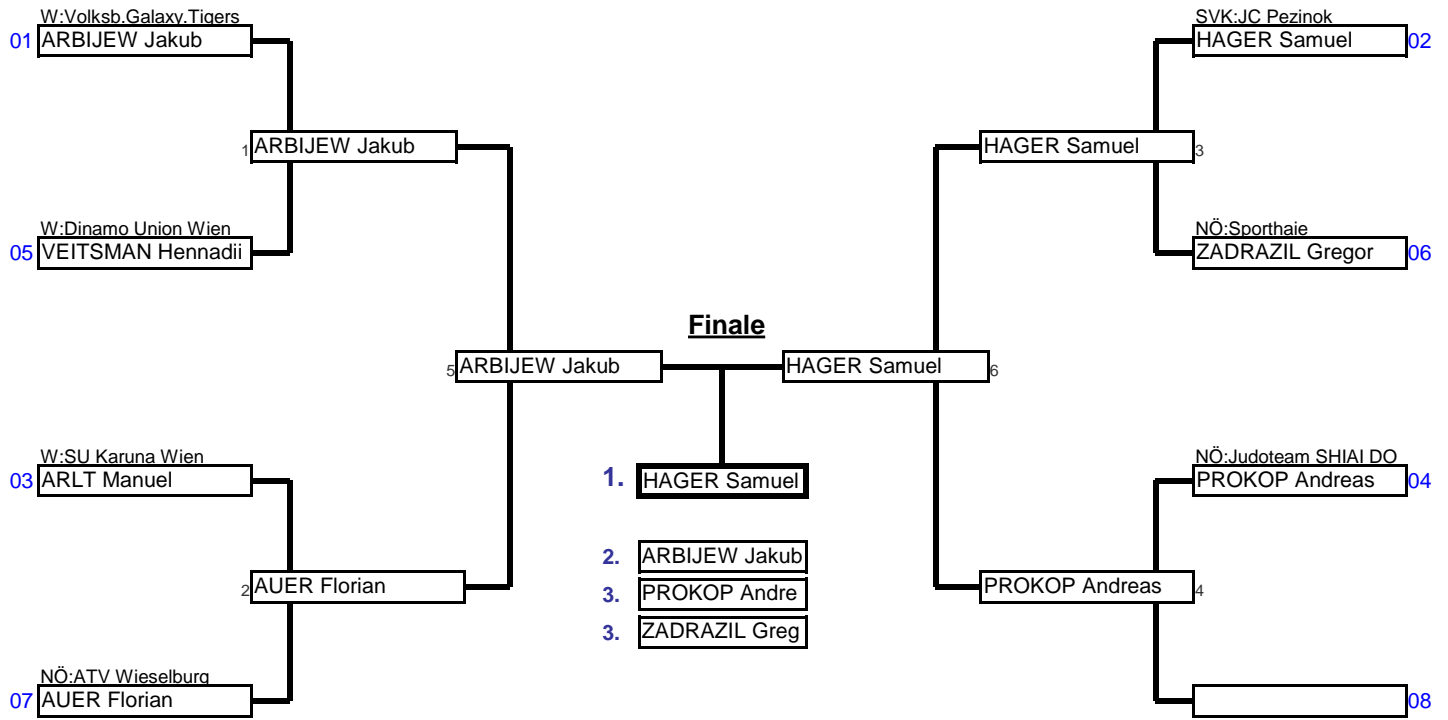 W:Volksb.Galaxy.Tigers
01 ARBIJEW Jakub
1 ARBIJEW Jakub
W:Dinamo Union Wien
05 VEITSMAN Hennadii
5 ARBIJEW Jakub
W:SU Karuna Wien
03 ARLT Manuel
2 AUER Florian
NÖ:ATV Wieselburg
07 AUER Florian
Finale
1. HAGER Samuel
2. ARBIJEW Jakub
3. PROKOP Andre
3. ZADRAZIL Greg
SVK:JC Pezinok
HAGER Samuel 02
HAGER Samuel 3
NÖ:Sporthaie
ZADRAZIL Gregor 06
HAGER Samuel 6
NÖ:Judoteam SHIAI DO
PROKOP Andreas 04
PROKOP Andreas 4
08